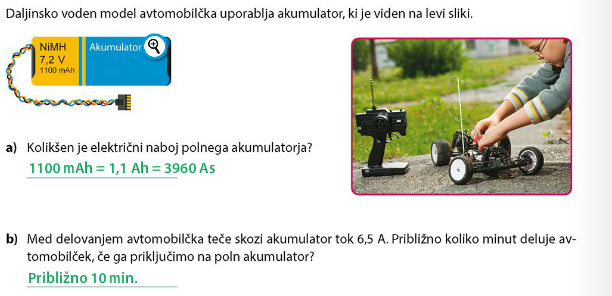 Daljinsko voden model avtomobilčka uporablja akumulator, ki je viden na levi sliki.
NiMH
7,2 V
1100 mAh
Akumulator
a) Kolikšen je električni naboj polnega akumulatorja?
1100 mAh = 1,1 Ah = 3960 As
b) Med delovanjem avtomobilčka teče skozi akumulator tok 6,5 A. Približno koliko minut deluje av-
tomobilček, če ga priključimo na poln akumulator?
Približno 10 min.